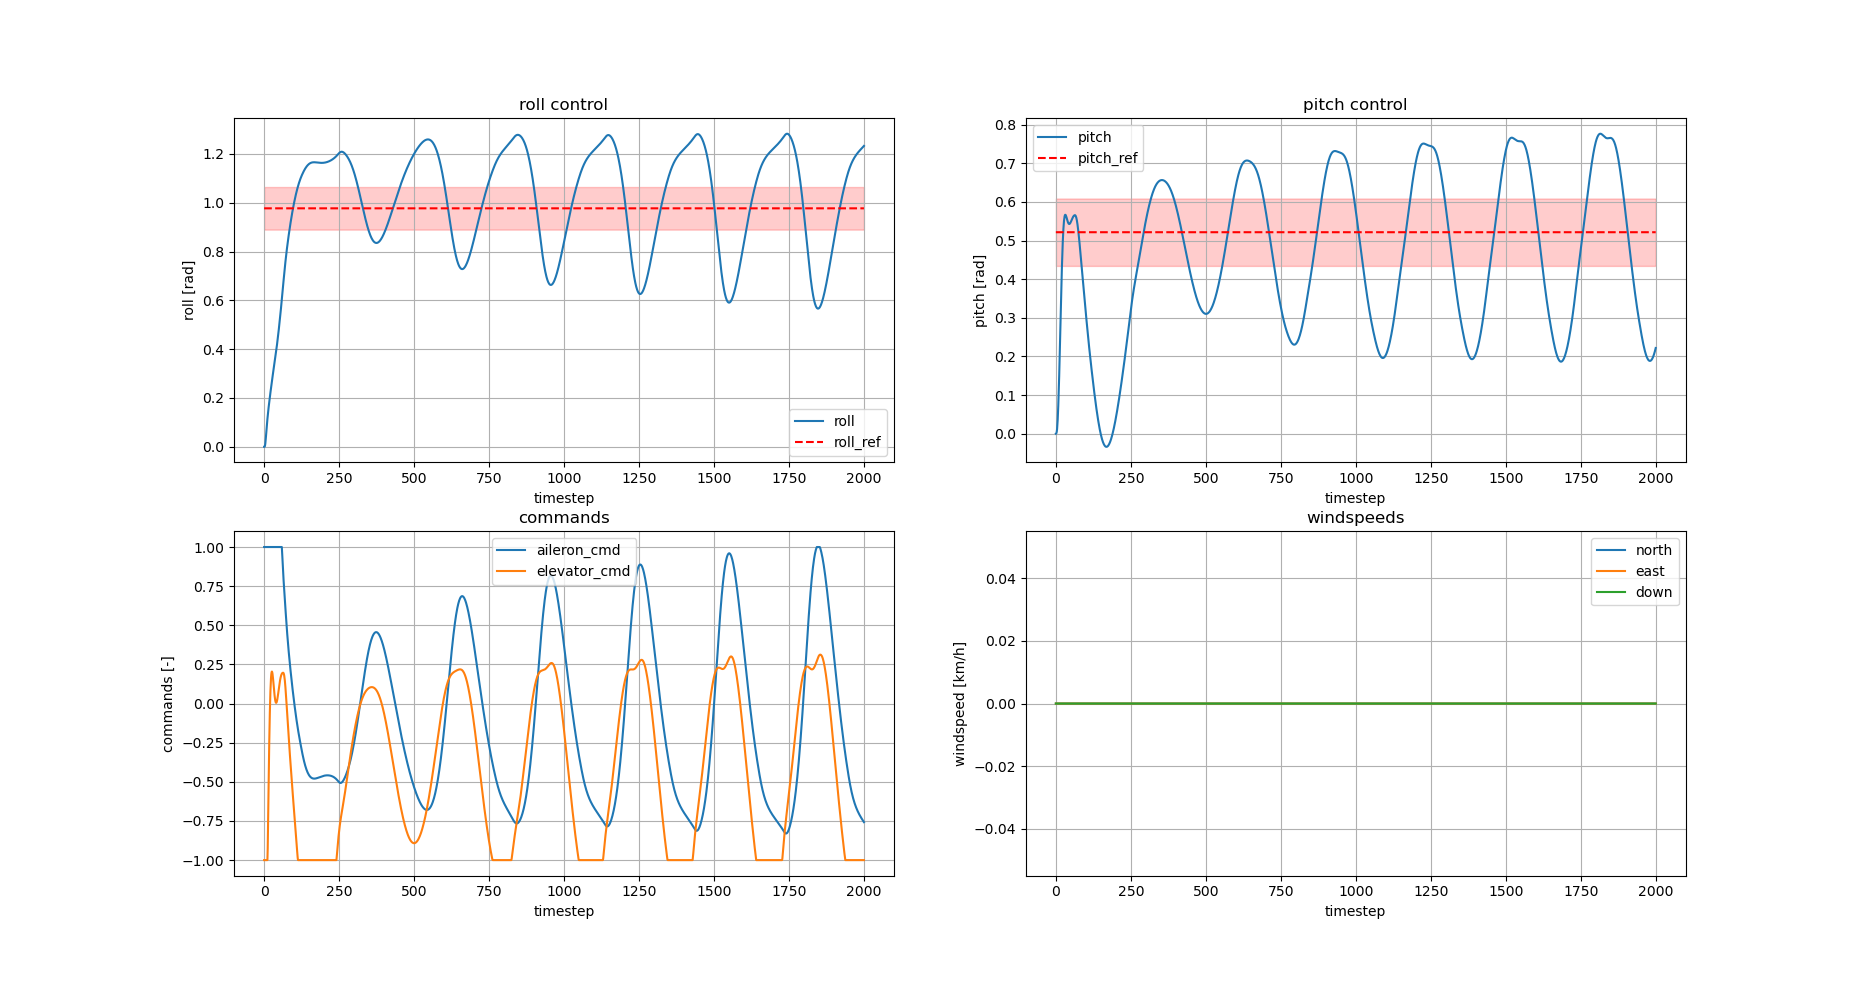 roll control
1.2
1.0
0.8
0.6
0.4
0.2
0.0
roll [rad]
roll
roll_ref
0 250 500 750 1000 1250 1500 1750 2000
timestep
pitch control
0.8
0.7
0.6
0.5
0.4
0.3
0.2
0.1
0.0
pitch [rad]
pitch
pitch_ref
0 250 500 750 1000 1250 1500 1750 2000
timestep
commands
1.00
0.75
0.50
0.25
0.00
−0.25
−0.50
−0.75
−1.00
commands [-]
aileron_cmd
elevator_cmd
0 250 500 750 1000 1250 1500 1750 2000
timestep
windspeeds
0.04
0.02
0.00
−0.02
−0.04
windspeed [km/h]
north
east
down
0 250 500 750 1000 1250 1500 1750 2000
timestep